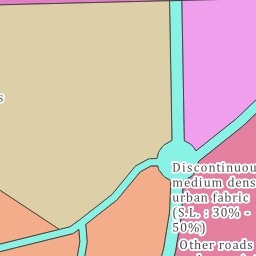 s
Discontinuou
medium dens
urban fabric
(S.L. : 30% -
50%)
Other roads